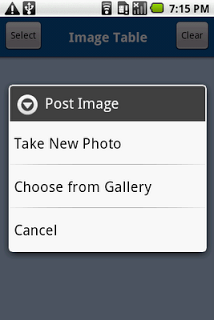 7:15 PM
Select
Image Table
Clear
Post Image
Take New Photo
Choose from Gallery
Cancel